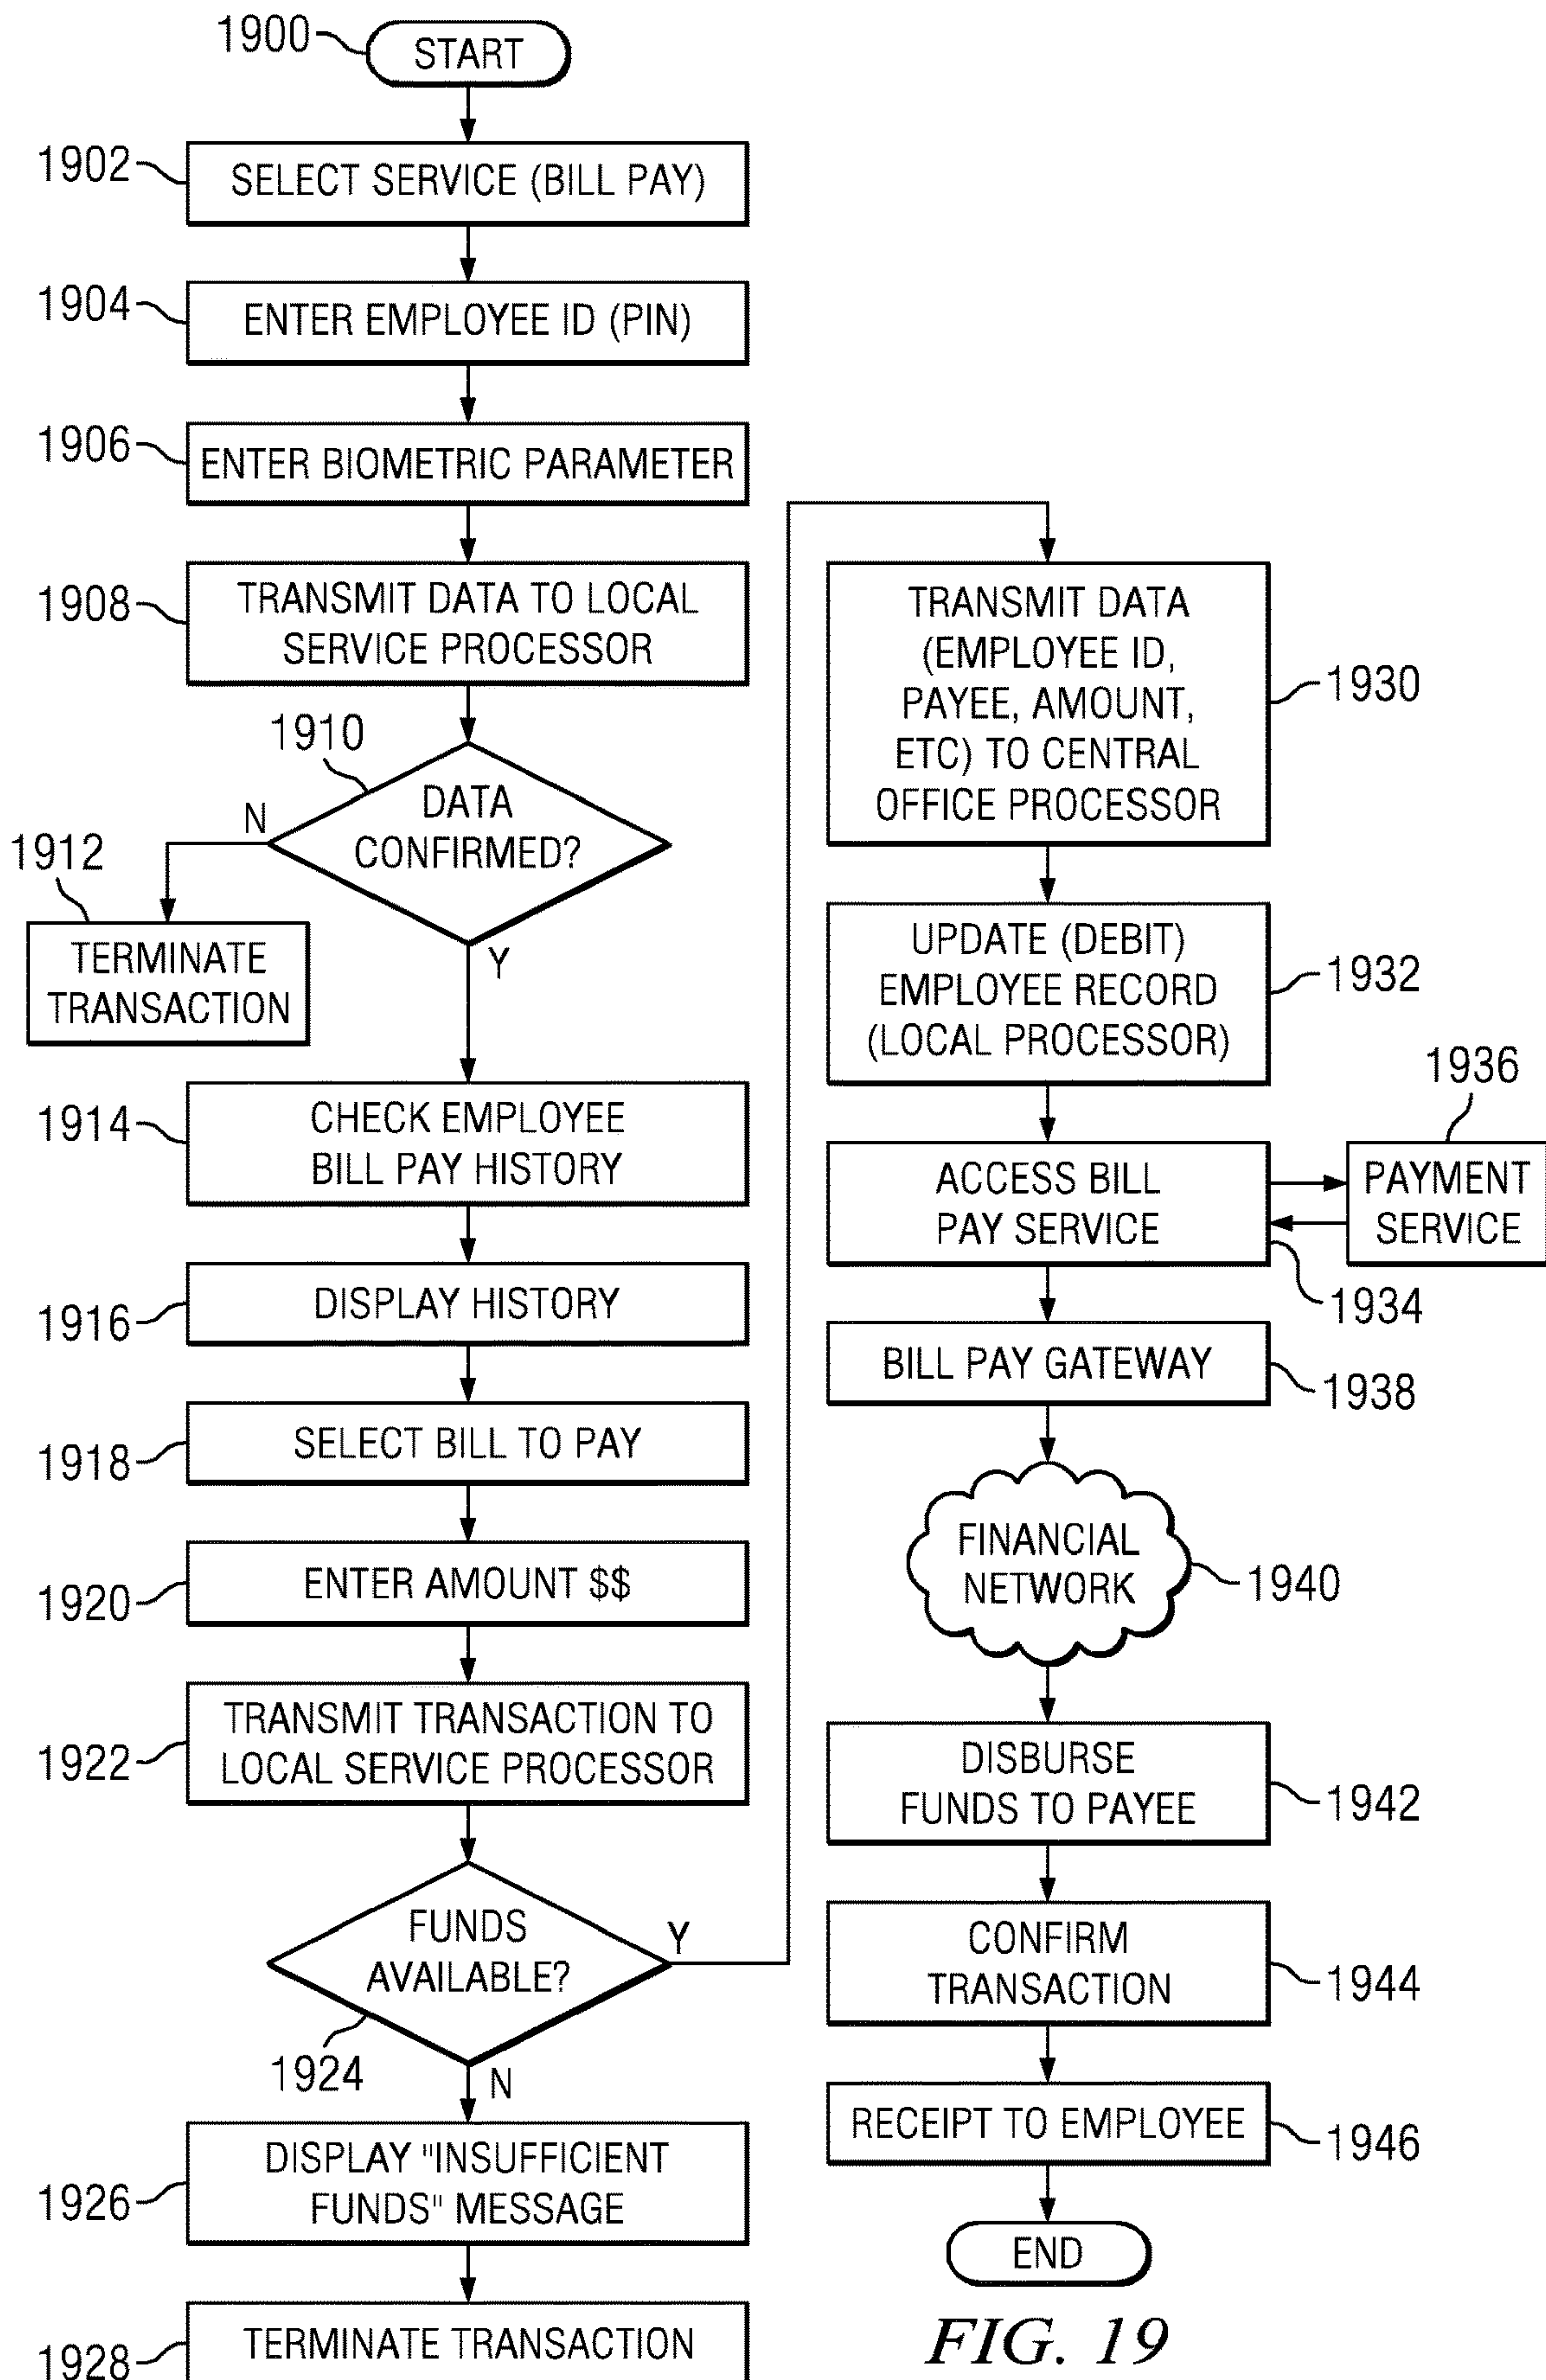 1900
START
1902
SELECT SERVICE (BILL PAY)
1904
ENTER EMPLOYEE ID (PIN)
1906
ENTER BIOMETRIC PARAMETER
1908
TRANSMIT DATA TO LOCAL
SERVICE PROCESSOR
1910
DATA
CONFIRMED?
N
Y
1912
TERMINATE
TRANSACTION
1914
CHECK EMPLOYEE
BILL PAY HISTORY
1916
DISPLAY HISTORY
1918
SELECT BILL TO PAY
1920
ENTER AMOUNT $$
1922
TRANSMIT TRANSACTION TO
LOCAL SERVICE PROCESSOR
FUNDS
AVAILABLE?
Y
1924
N
1926
DISPLAY "INSUFFICIENT
FUNDS" MESSAGE
1928
TERMINATE TRANSACTION
TRANSMIT DATA
(EMPLOYEE ID,
PAYEE, AMOUNT,
ETC) TO CENTRAL
OFFICE PROCESSOR
1930
UPDATE (DEBIT)
EMPLOYEE RECORD
(LOCAL PROCESSOR)
1932
ACCESS BILL
PAY SERVICE
1934
1936
PAYMENT
SERVICE
BILL PAY GATEWAY
1938
FINANCIAL
NETWORK
1940
DISBURSE
FUNDS TO PAYEE
1942
CONFIRM
TRANSACTION
1944
RECEIPT TO EMPLOYEE
1946
END
FIG. 19